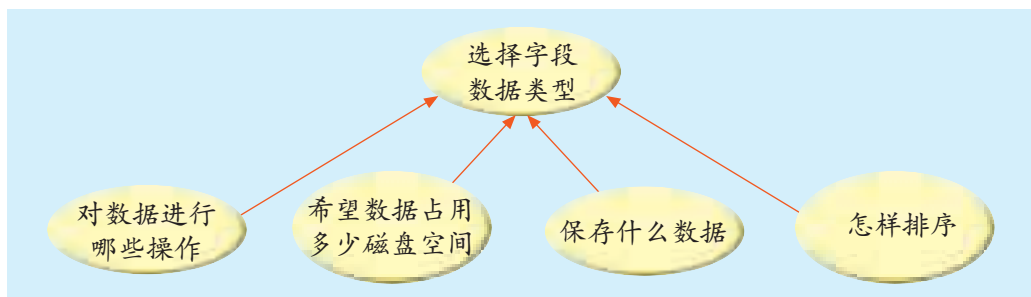 选择字段
数据类型
对数据进行
哪些操作
希望数据占用
多少磁盘空间
保存什么数据
怎样排序